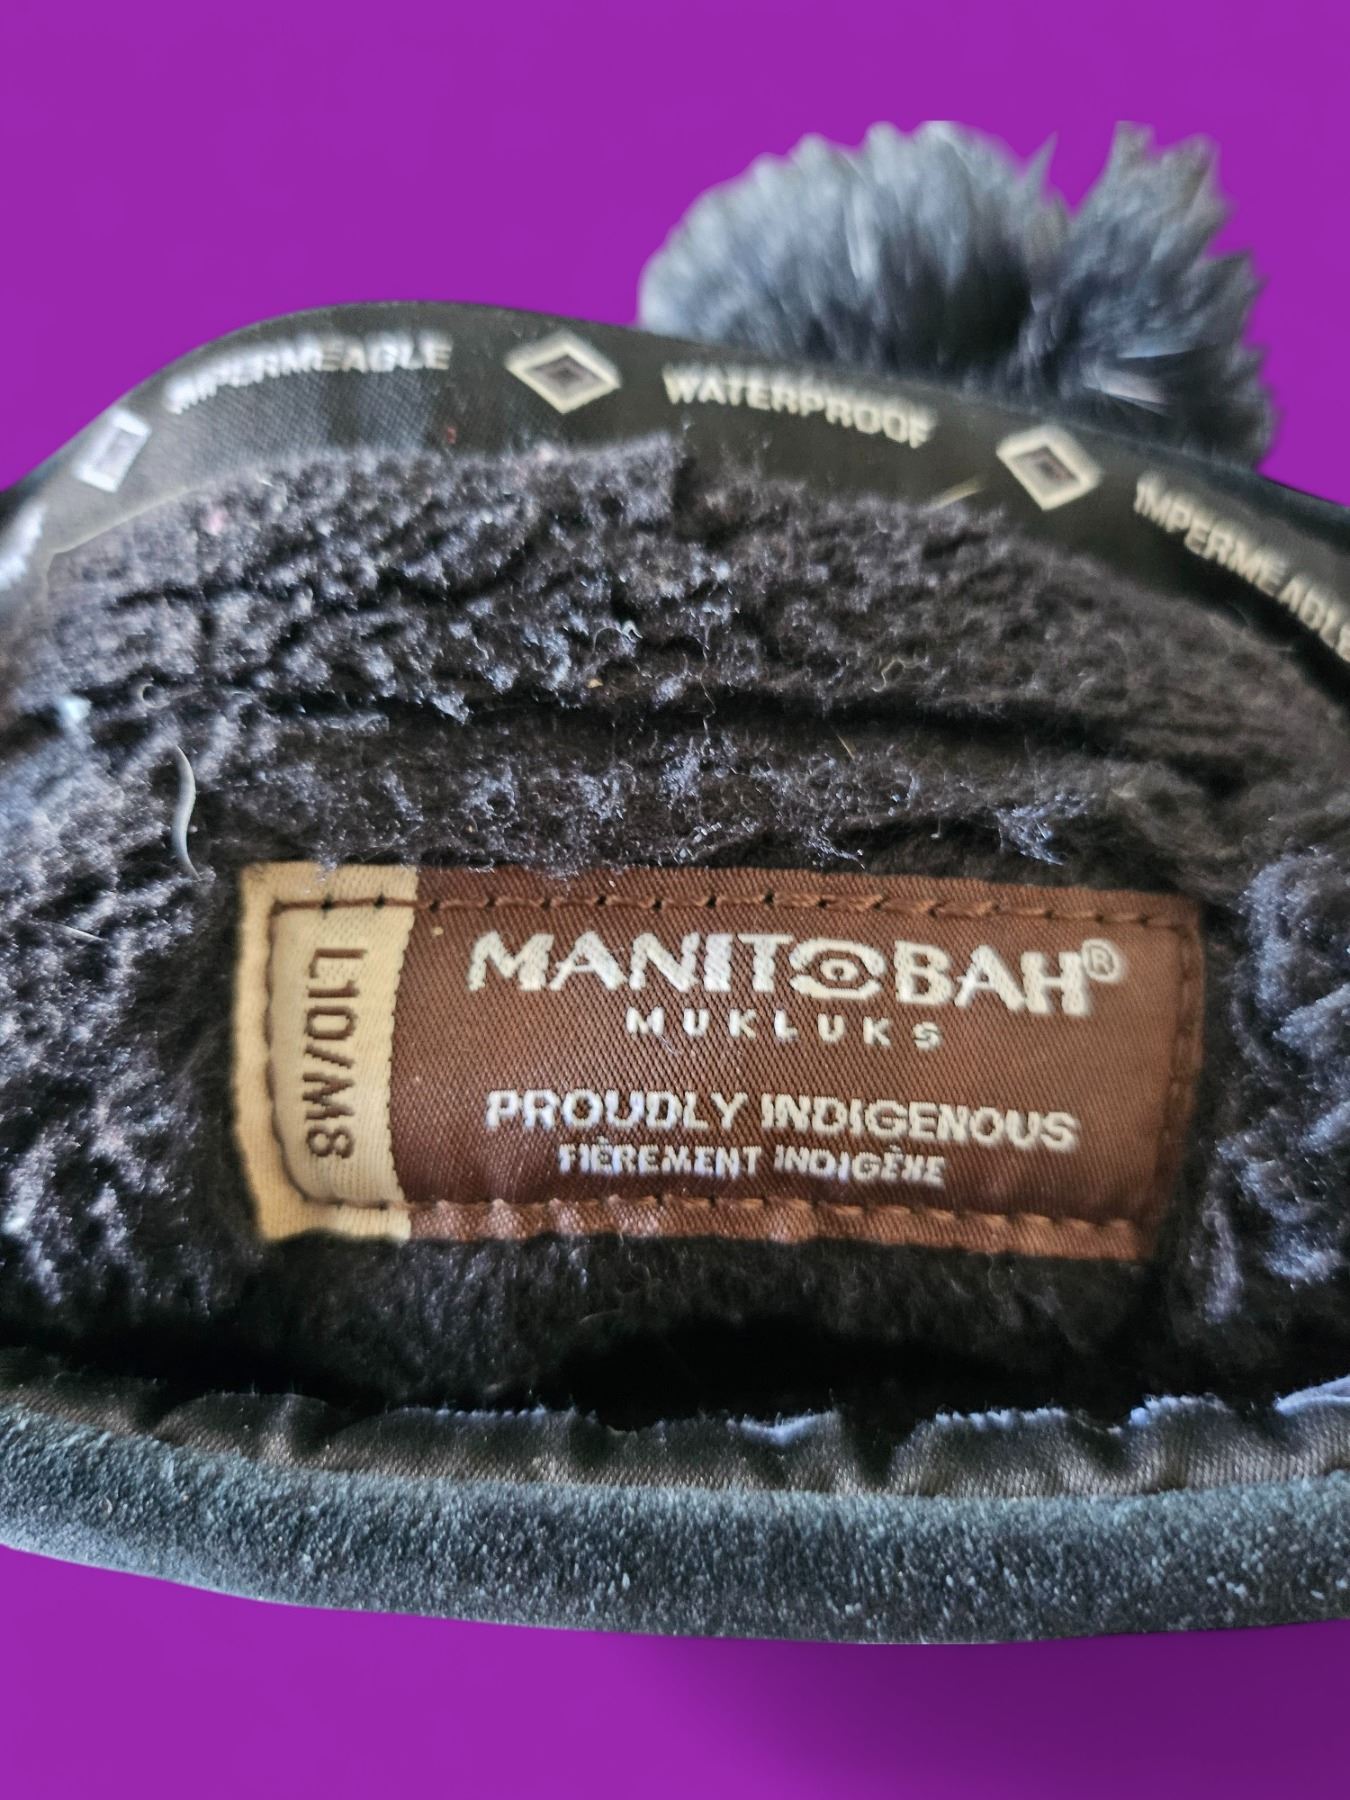 IMPERMEABLE WATERPROOF IMPERMEABLE
MANITOBAH®
MUKLUKS
PROUDLY INDIGENOUS
FIÈREMENT INDIGÈNE
L10/M8